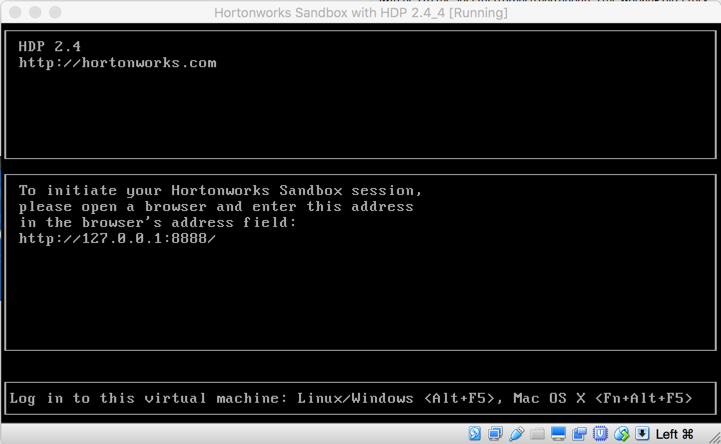 Hortonworks Sandbox with HDP 2.4_4 [Running]
HDP 2.4
http://hortonworks.com
To initiate your Hortonworks Sandbox session,
please open a browser and enter this address
in the browser's address field:
http://127.0.0.1:8888/
Log in to this virtual machine: Linux/Windows <Alt+F5>, Mac OS X <Fn+Alt+F5>
Left ⌘